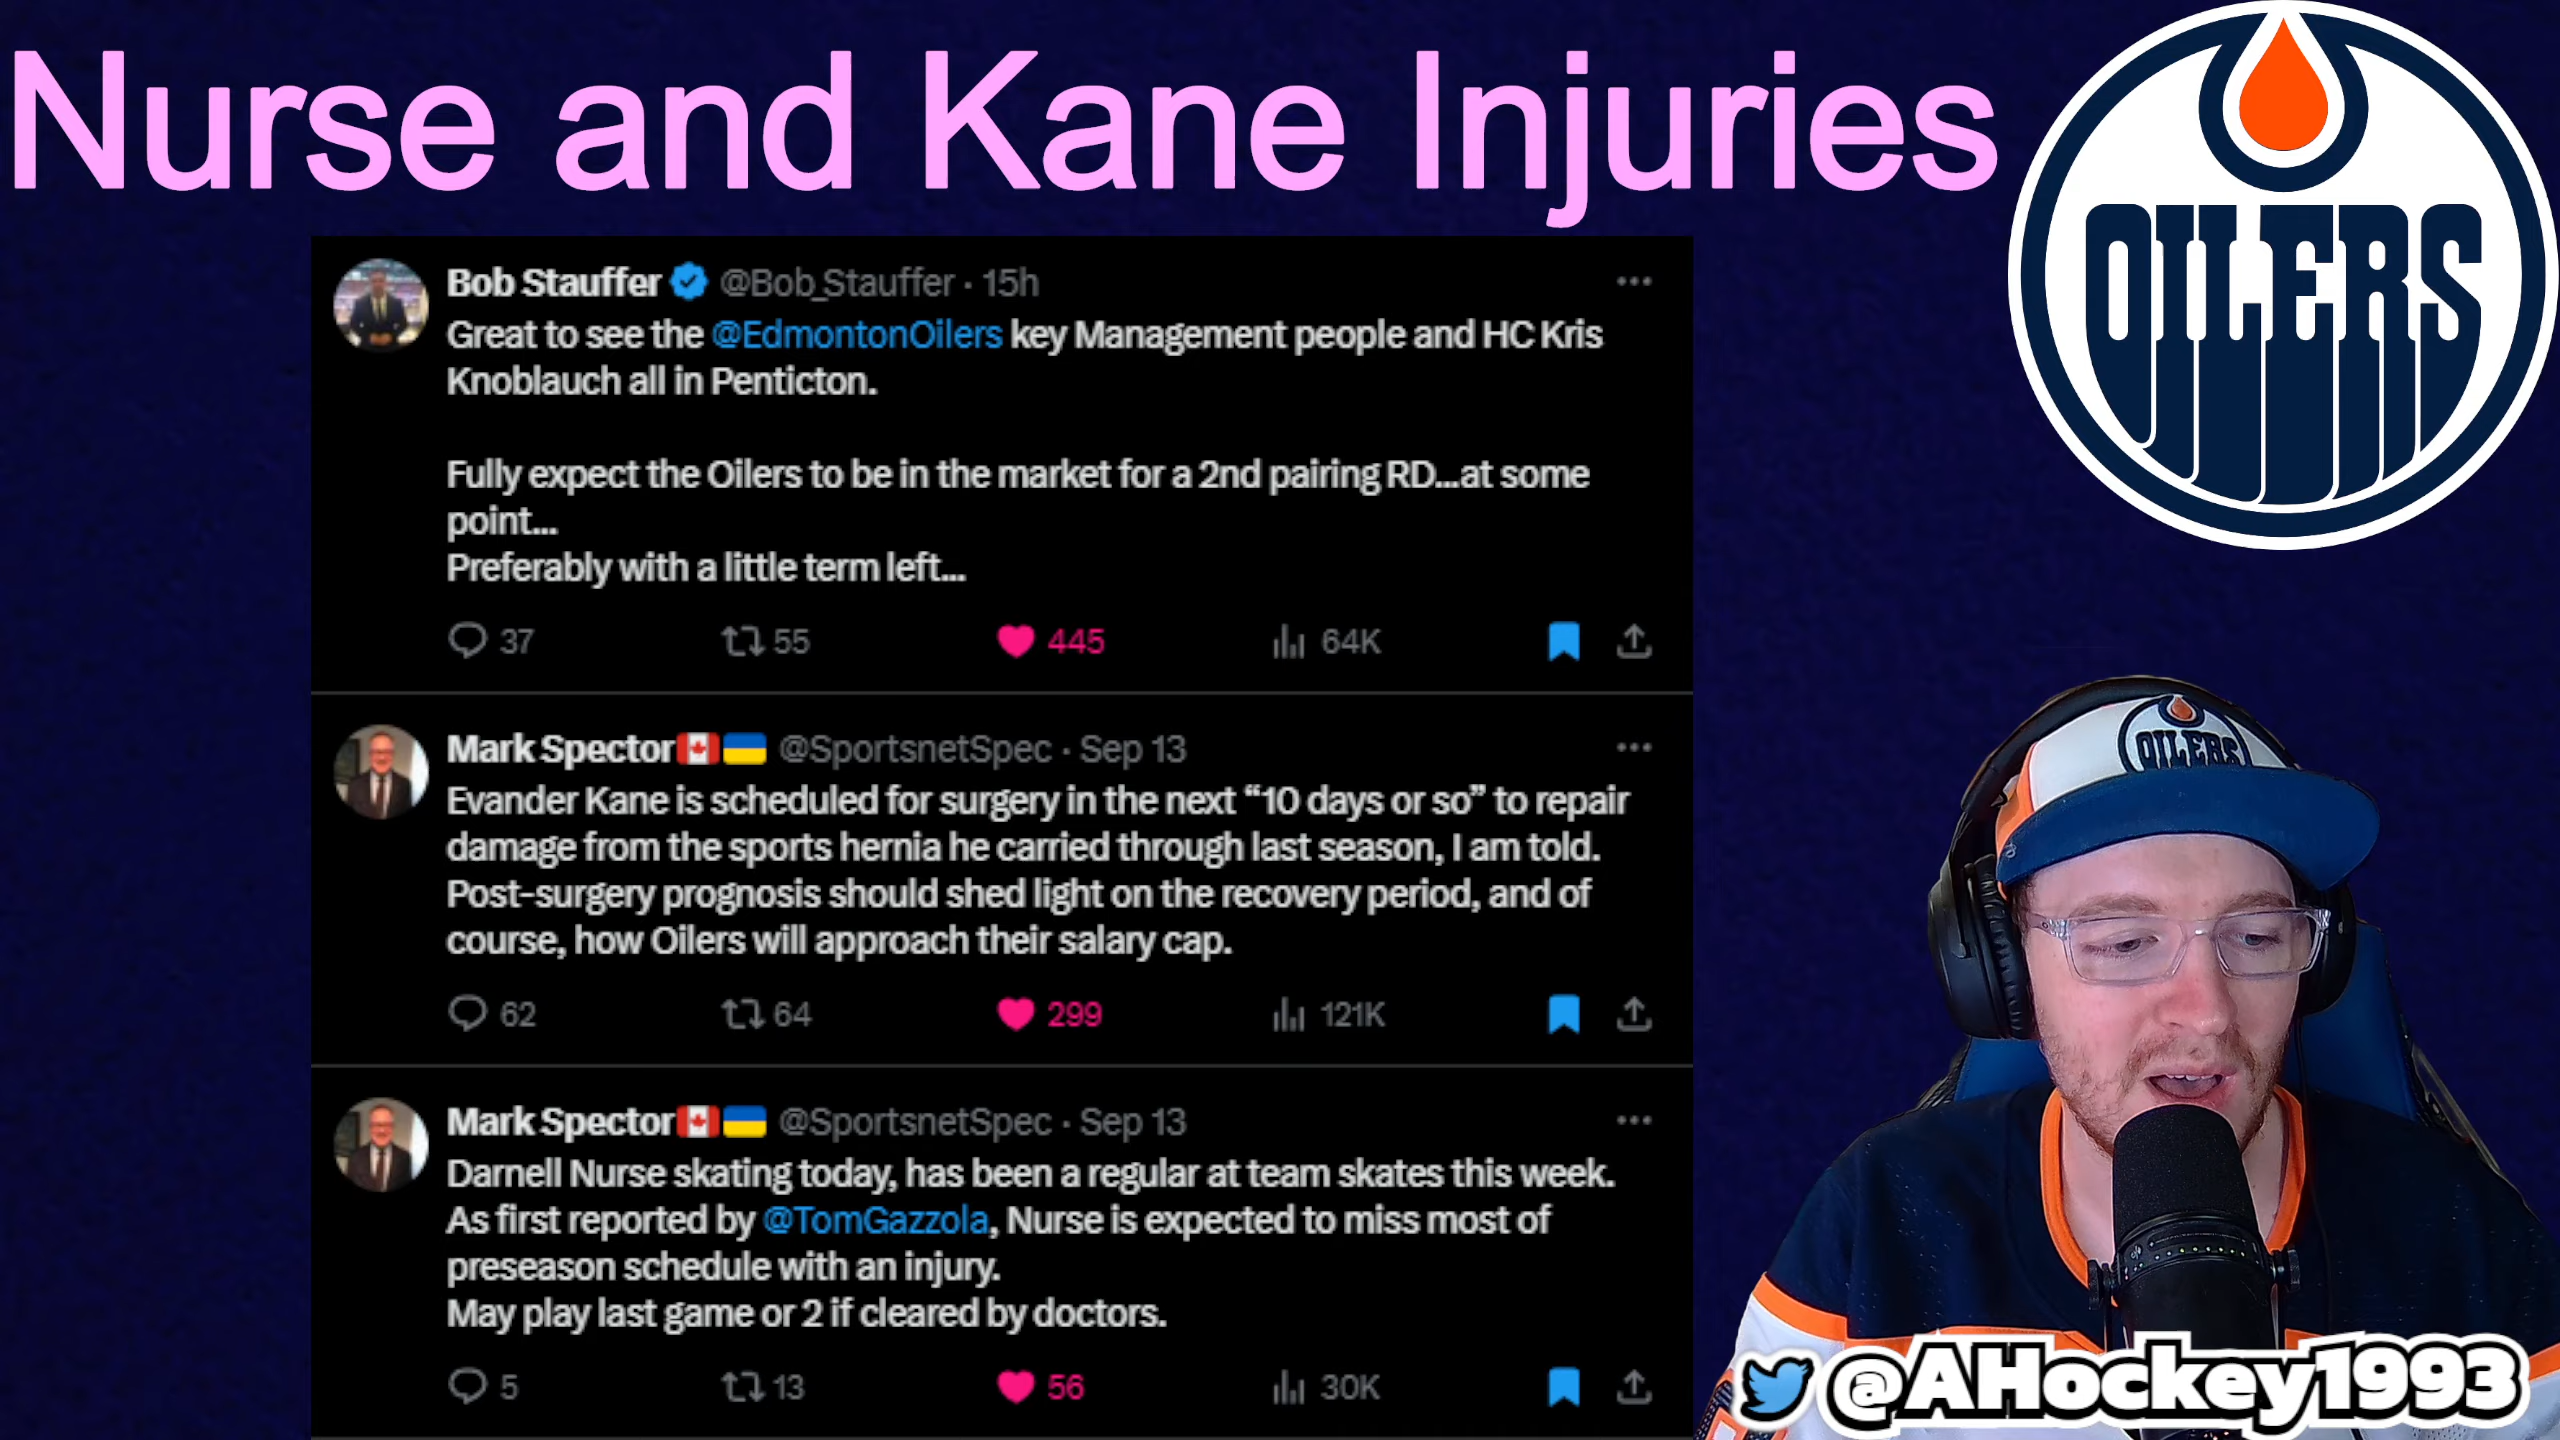 Nurse and Kane Injuries
OILERS
Bob Stauffer @Bob_Stauffer · 15h
Great to see the @EdmontonOilers key Management people and HC Kris
Knoblauch all in Penticton.
Fully expect the Oilers to be in the market for a 2nd pairing RD...at some
point...
Preferably with a little term left...
37 55 445 64K
Mark Spector🇨🇦🇺🇦 @SportsnetSpec · Sep 13
Evander Kane is scheduled for surgery in the next “10 days or so” to repair
damage from the sports hernia he carried through last season, I am told.
Post-surgery prognosis should shed light on the recovery period, and of
course, how Oilers will approach their salary cap.
62 64 299 121K
OILERS
Mark Spector🇨🇦🇺🇦 @SportsnetSpec · Sep 13
Darnell Nurse skating today, has been a regular at team skates this week.
As first reported by @TomGazzola, Nurse is expected to miss most of
preseason schedule with an injury.
May play last game or 2 if cleared by doctors.
5 13 56 30K
@AHockey1993